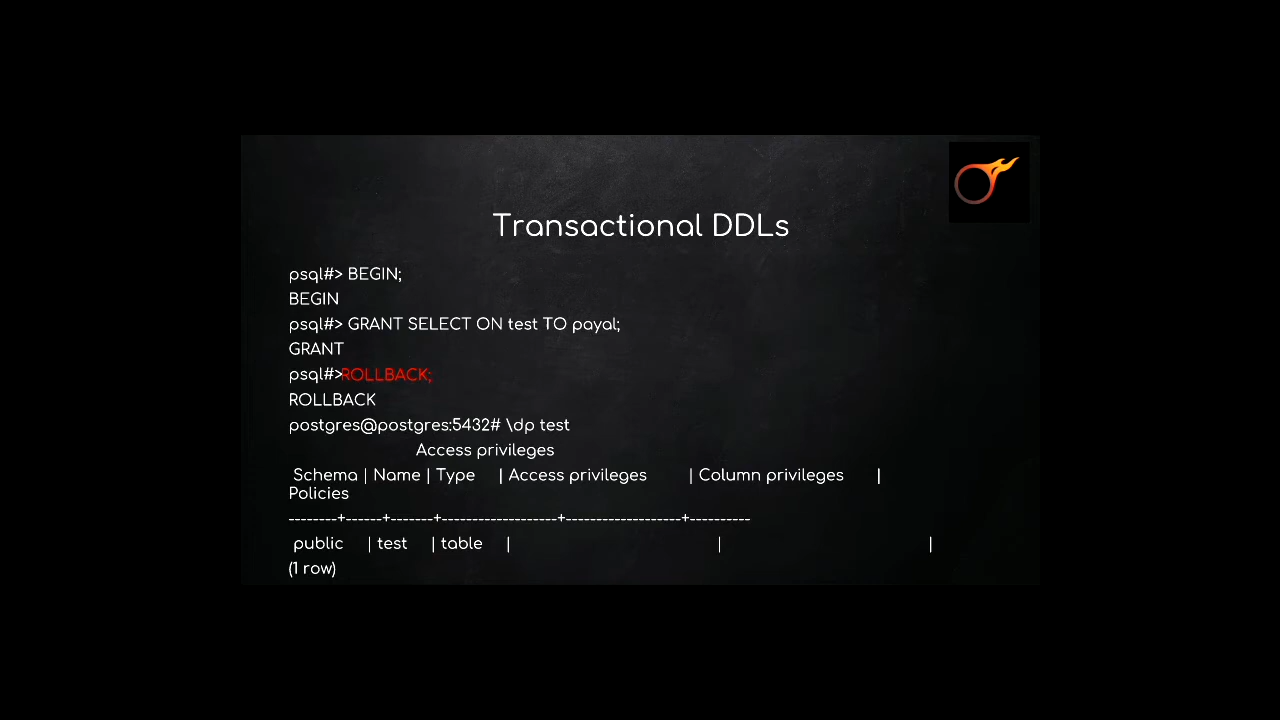 Transactional DDLs
psql#> BEGIN;
BEGIN
psql#> GRANT SELECT ON test TO payal;
GRANT
psql#>ROLLBACK;
ROLLBACK
postgres@postgres:5432# \dp test
Access privileges
Schema | Name | Type | Access privileges | Column privileges |
Policies
--------+------+-------+-------------------+-------------------+----------
public | test | table | | |
(1 row)